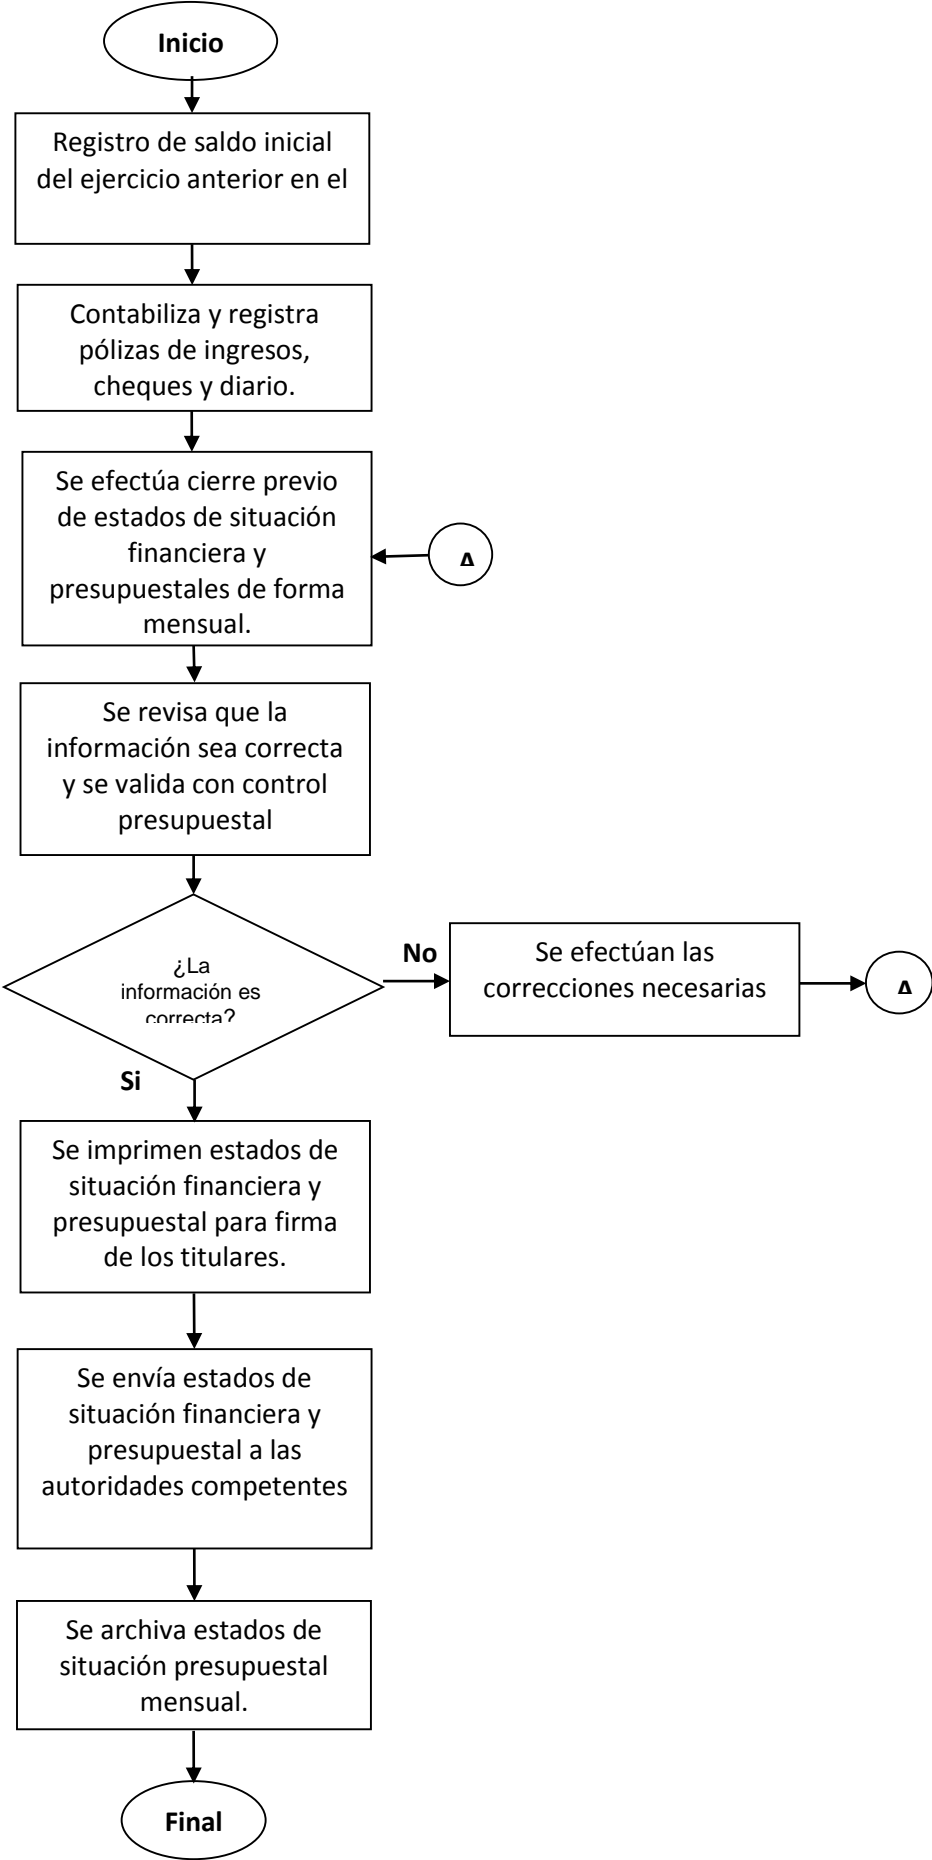 Inicio
Registro de saldo inicial
del ejercicio anterior en el
Contabiliza y registra
pólizas de ingresos,
cheques y diario.
Se efectúa cierre previo
de estados de situación
financiera y
presupuestales de forma
mensual.
A
Se revisa que la
información sea correcta
y se valida con control
presupuestal
¿La
información es
correcta?
No
Se efectúan las
correcciones necesarias
A
Si
Se imprimen estados de
situación financiera y
presupuestal para firma
de los titulares.
Se envía estados de
situación financiera y
presupuestal a las
autoridades competentes
Se archiva estados de
situación presupuestal
mensual.
Final